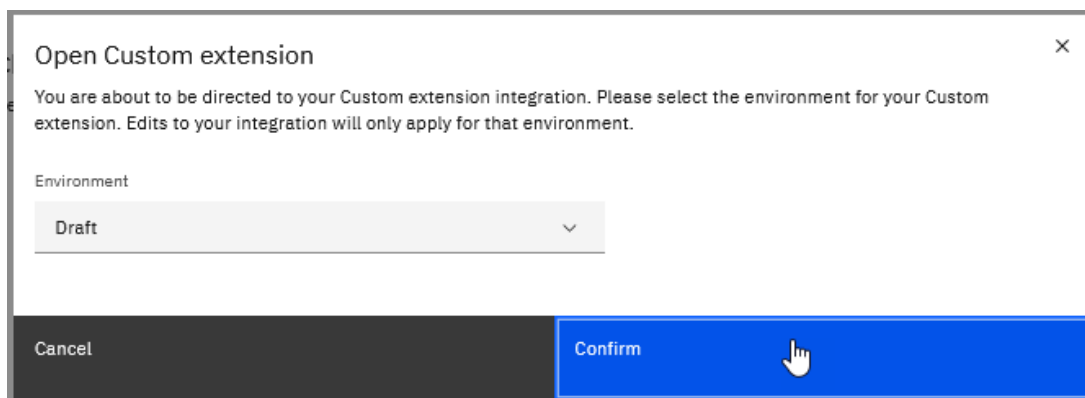 Open Custom extension
You are about to be directed to your Custom extension integration. Please select the environment for your Custom
extension. Edits to your integration will only apply for that environment.
Environment
Draft
Cancel
Confirm